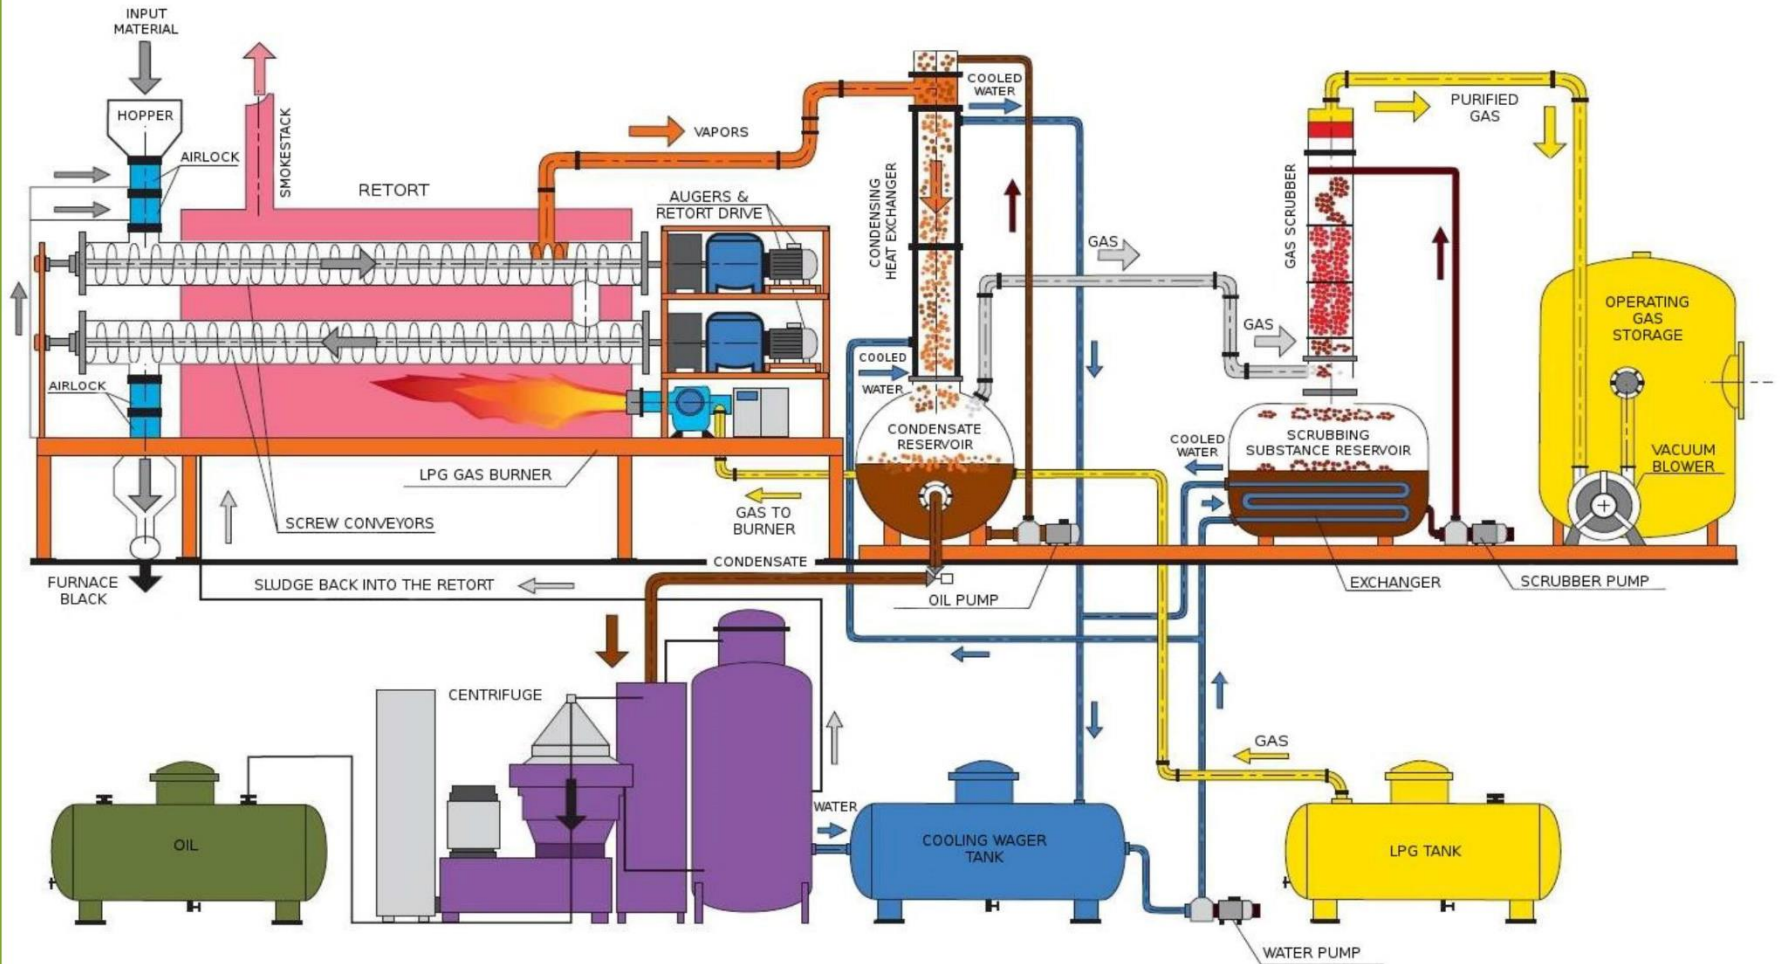 INPUT
MATERIAL
HOPPER
AIRLOCK
SMOKESTACK
RETORT
VAPORS
AUGERS &
RETORT DRIVE
COOLED
WATER
CONDENSING
HEAT EXCHANGER
GAS
GAS SCRUBBER
PURIFIED
GAS
OPERATING
GAS
STORAGE
GAS
COOLED
WATER
AIRLOCK
CONDENSATE
RESERVOIR
SCRUBBING
SUBSTANCE RESERVOIR
COOLED
WATER
VACUUM
BLOWER
LPG GAS BURNER
GAS TO
BURNER
SCREW CONVEYORS
CONDENSATE
FURNACE
BLACK
SLUDGE BACK INTO THE RETORT
OIL PUMP
EXCHANGER
SCRUBBER PUMP
CENTRIFUGE
GAS
WATER
OIL
COOLING WAGER
TANK
LPG TANK
WATER PUMP